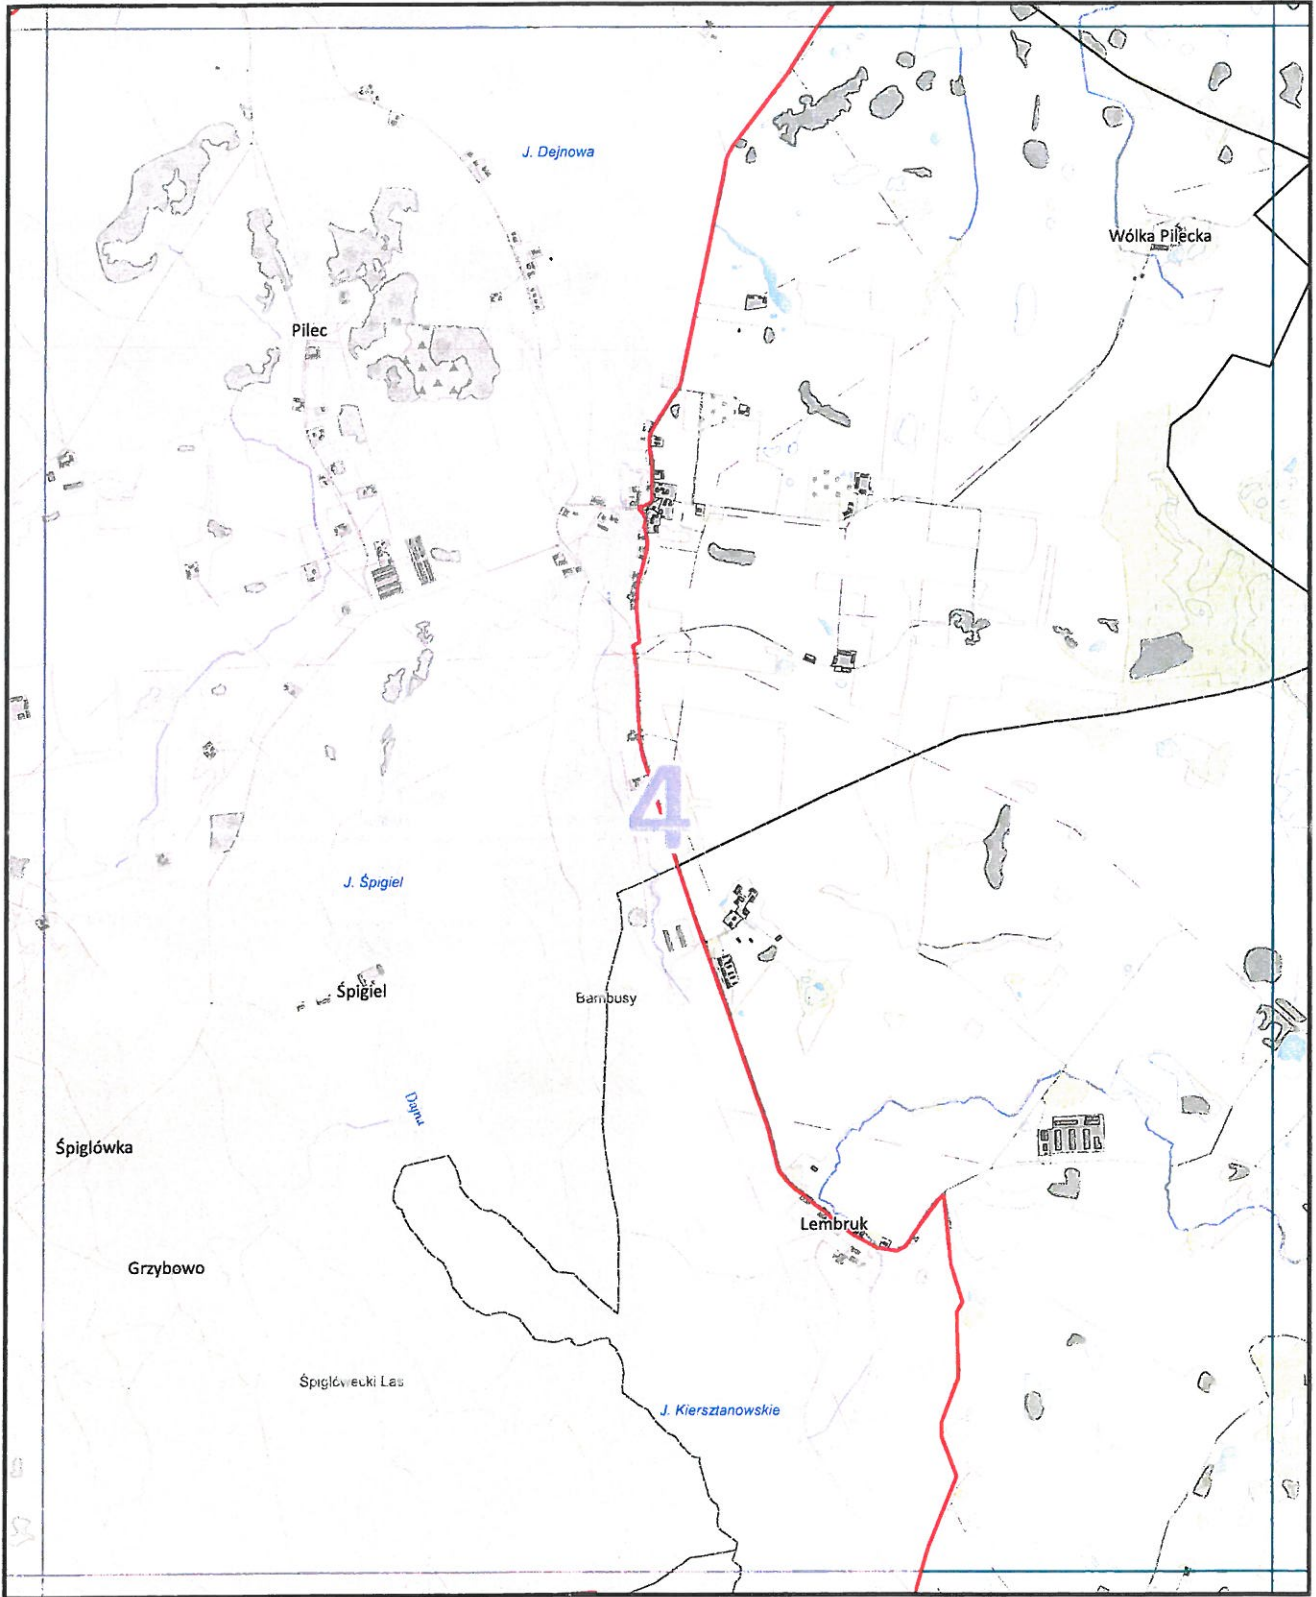 J. Dejnowa
Wólka Pilecka
Pilec
4
J. Śpigiel
Śpigiel
Bambusy
Dajna
Śpiglówka
Lembruk
Grzybowo
Śpiglówecki Las
J. Kiersztanowskie